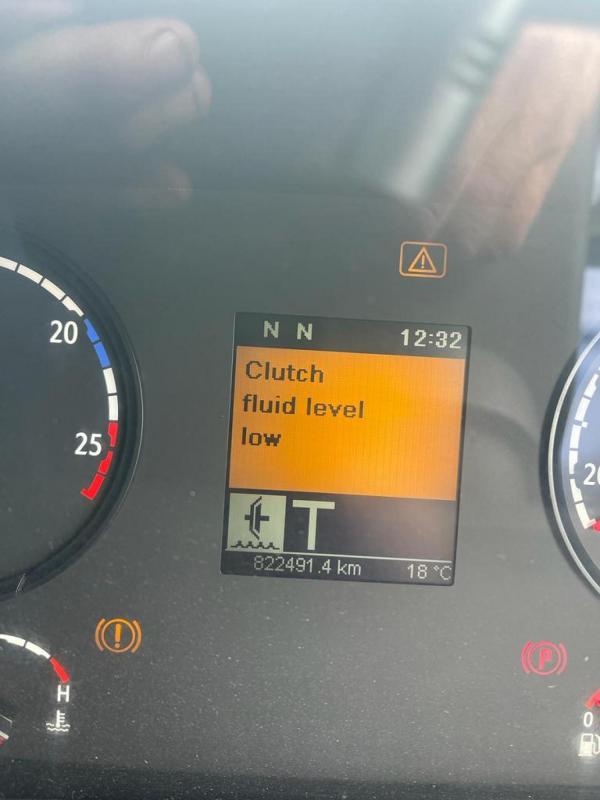 N N 12:32
20
Clutch
fluid level
low
25
T
822491.4 km 18 °C
P
H
0